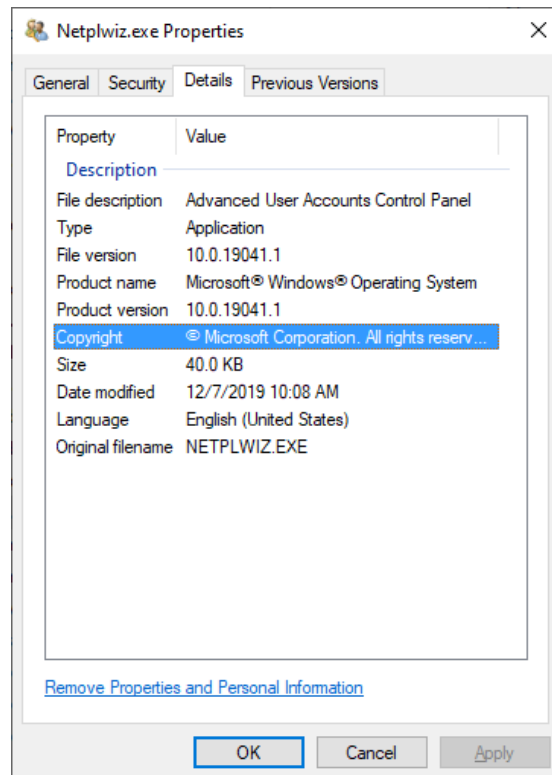 Netplwiz.exe Properties
General Security Details Previous Versions
Property Value
Description
File description Advanced User Accounts Control Panel
Type Application
File version 10.0.19041.1
Product name Microsoft® Windows® Operating System
Product version 10.0.19041.1
Copyright © Microsoft Corporation. All rights reserv...
Size 40.0 KB
Date modified 12/7/2019 10:08 AM
Language English (United States)
Original filename NETPLWIZ.EXE
Remove Properties and Personal Information
OK Cancel Apply